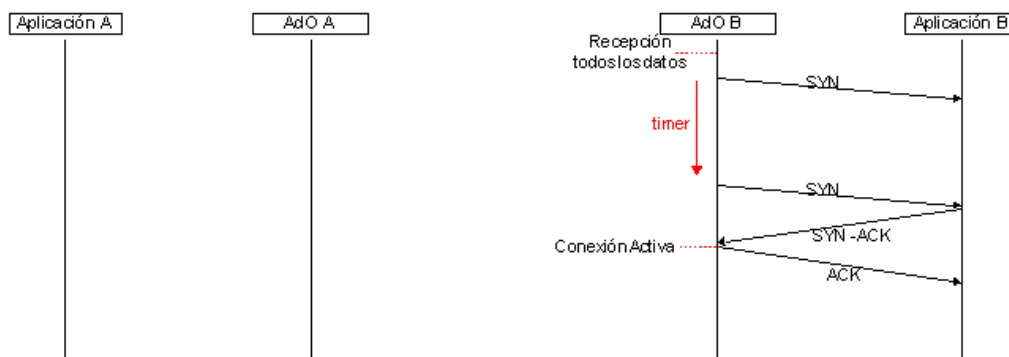 Aplicación A
AdO A
AdO B
Aplicación B
Recepción
todos los datos
SYN
timer
SYN
SYN -ACK
Conexión Activa
ACK